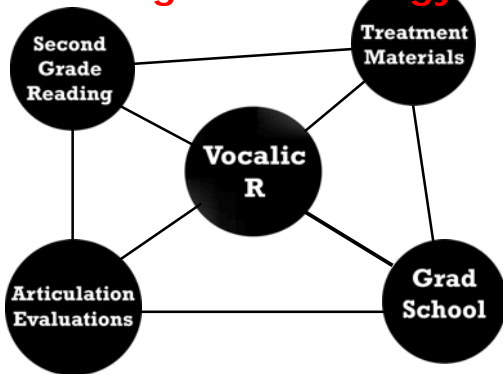 Second
Grade
Reading
Treatment
Materials
Vocalic
R
Articulation
Evaluations
Grad
School